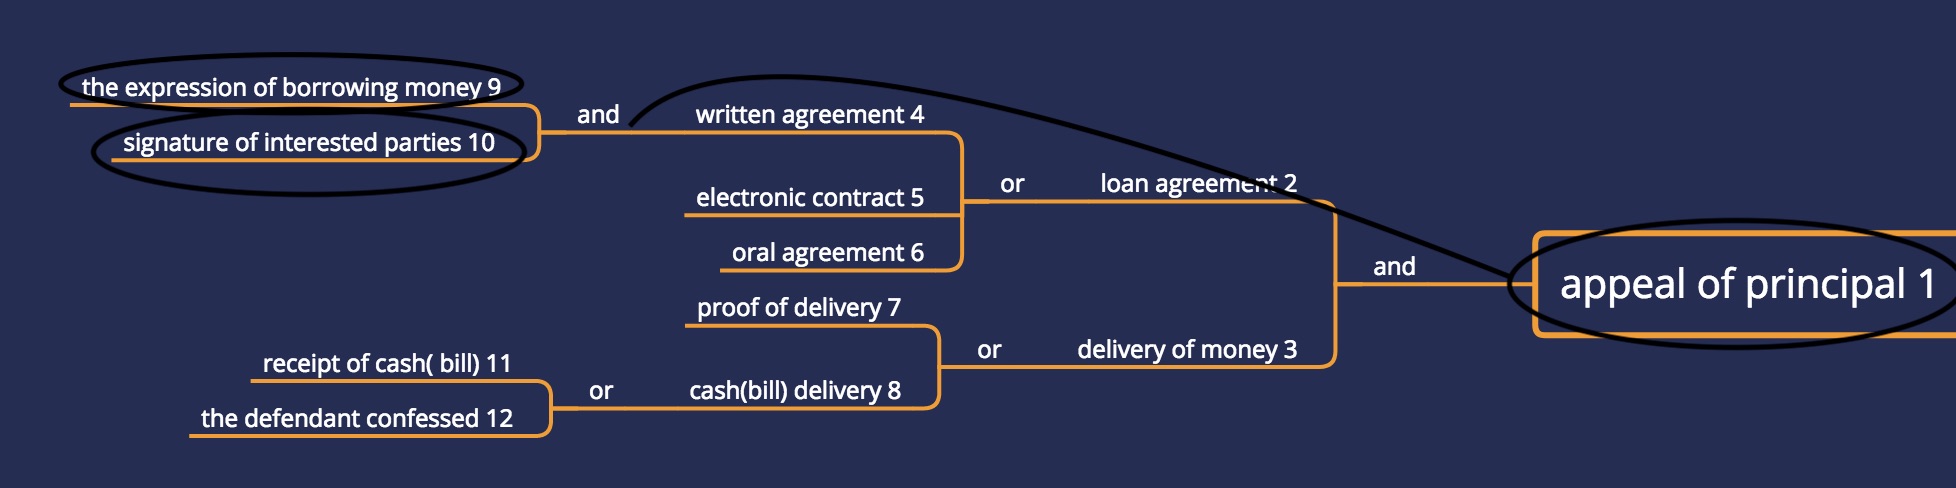 the expression of borrowing money 9
signature of interested parties 10
and
written agreement 4
electronic contract 5
oral agreement 6
or
loan agreement 2
proof of delivery 7
receipt of cash( bill) 11
the defendant confessed 12
or
cash(bill) delivery 8
or
delivery of money 3
and
appeal of principal 1